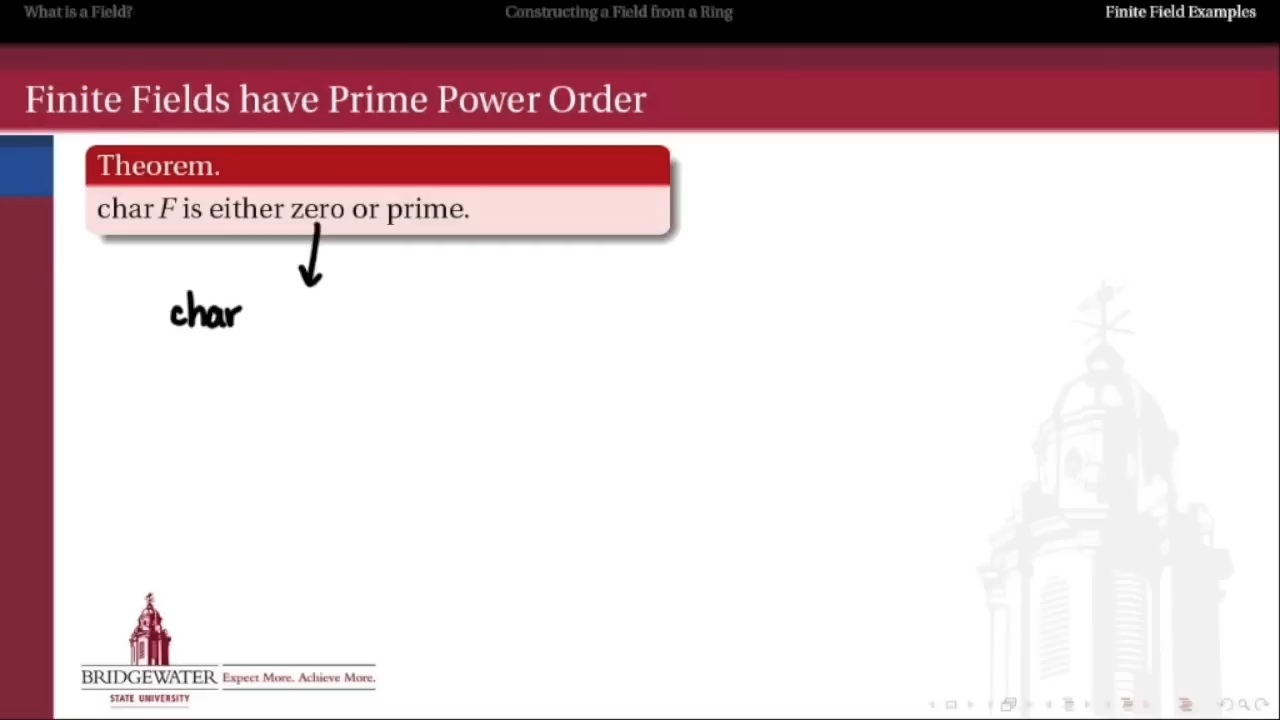 What is a Field? Constructing a Field from a Ring Finite Field Examples
Finite Fields have Prime Power Order
Theorem.
char F is either zero or prime.
char
BRIDGEWATER Expect More. Achieve More.
STATE UNIVERSITY